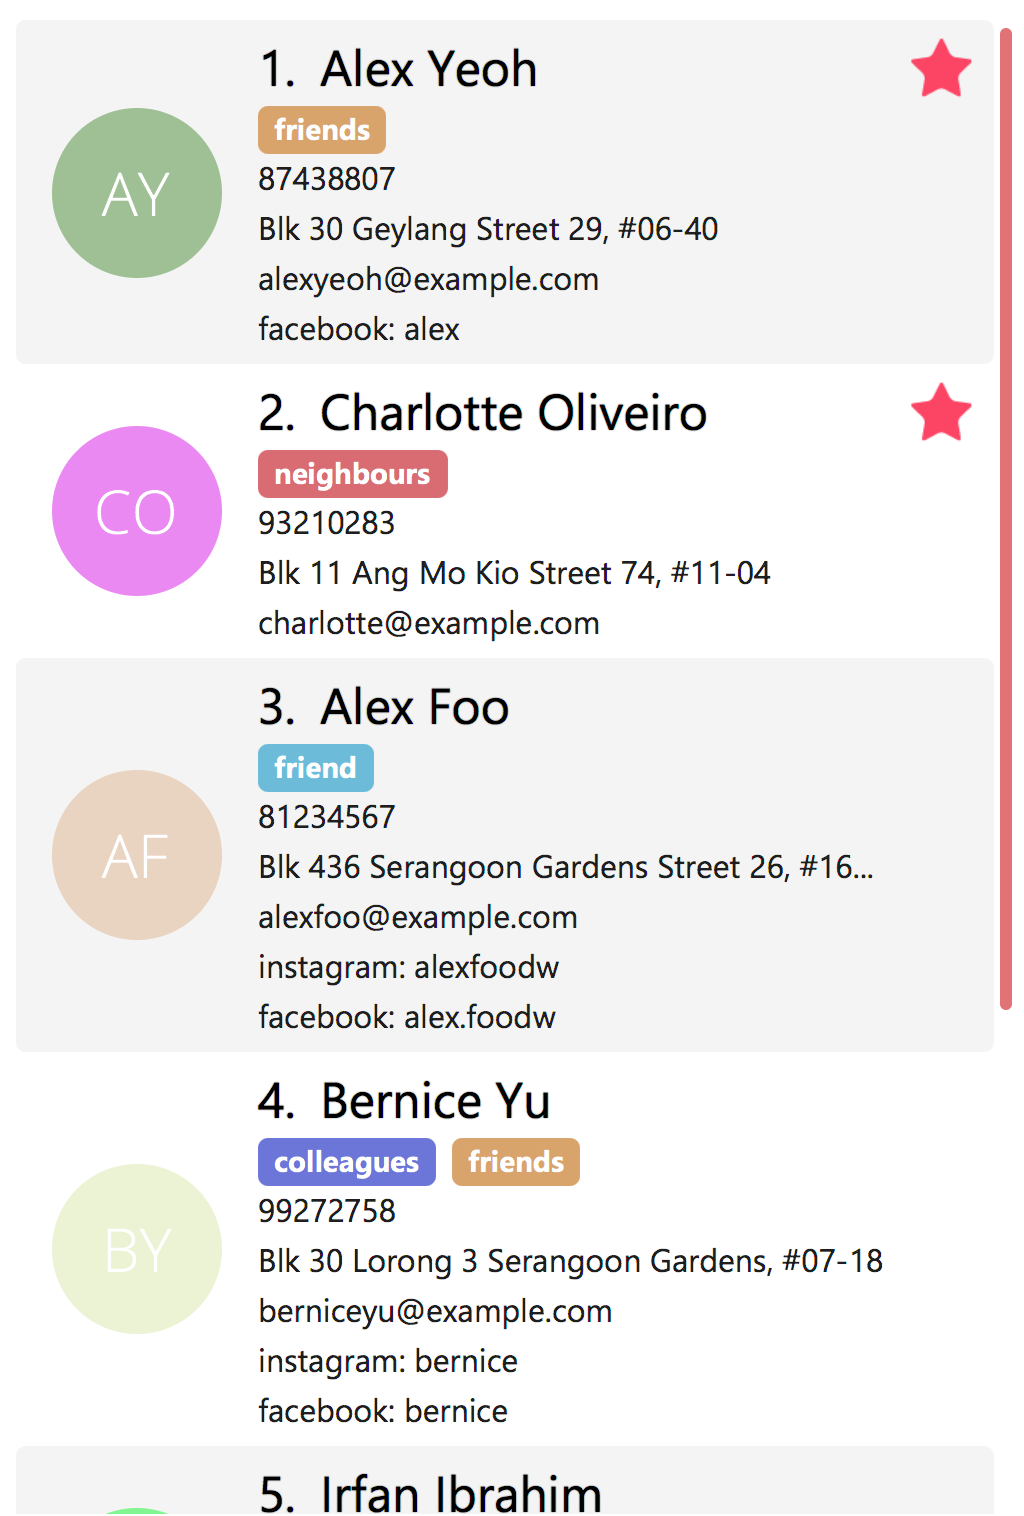 1. Alex Yeoh
friends
AY
87438807
Blk 30 Geylang Street 29, #06-40
alexyeoh@example.com
facebook: alex
2. Charlotte Oliveiro
neighbours
CO
93210283
Blk 11 Ang Mo Kio Street 74, #11-04
charlotte@example.com
3. Alex Foo
friend
AF
81234567
Blk 436 Serangoon Gardens Street 26, #16...
alexfoo@example.com
instagram: alexfoodw
facebook: alex.foodw
4. Bernice Yu
colleagues friends
BY
99272758
Blk 30 Lorong 3 Serangoon Gardens, #07-18
berniceyu@example.com
instagram: bernice
facebook: bernice
5. Irfan Ibrahim